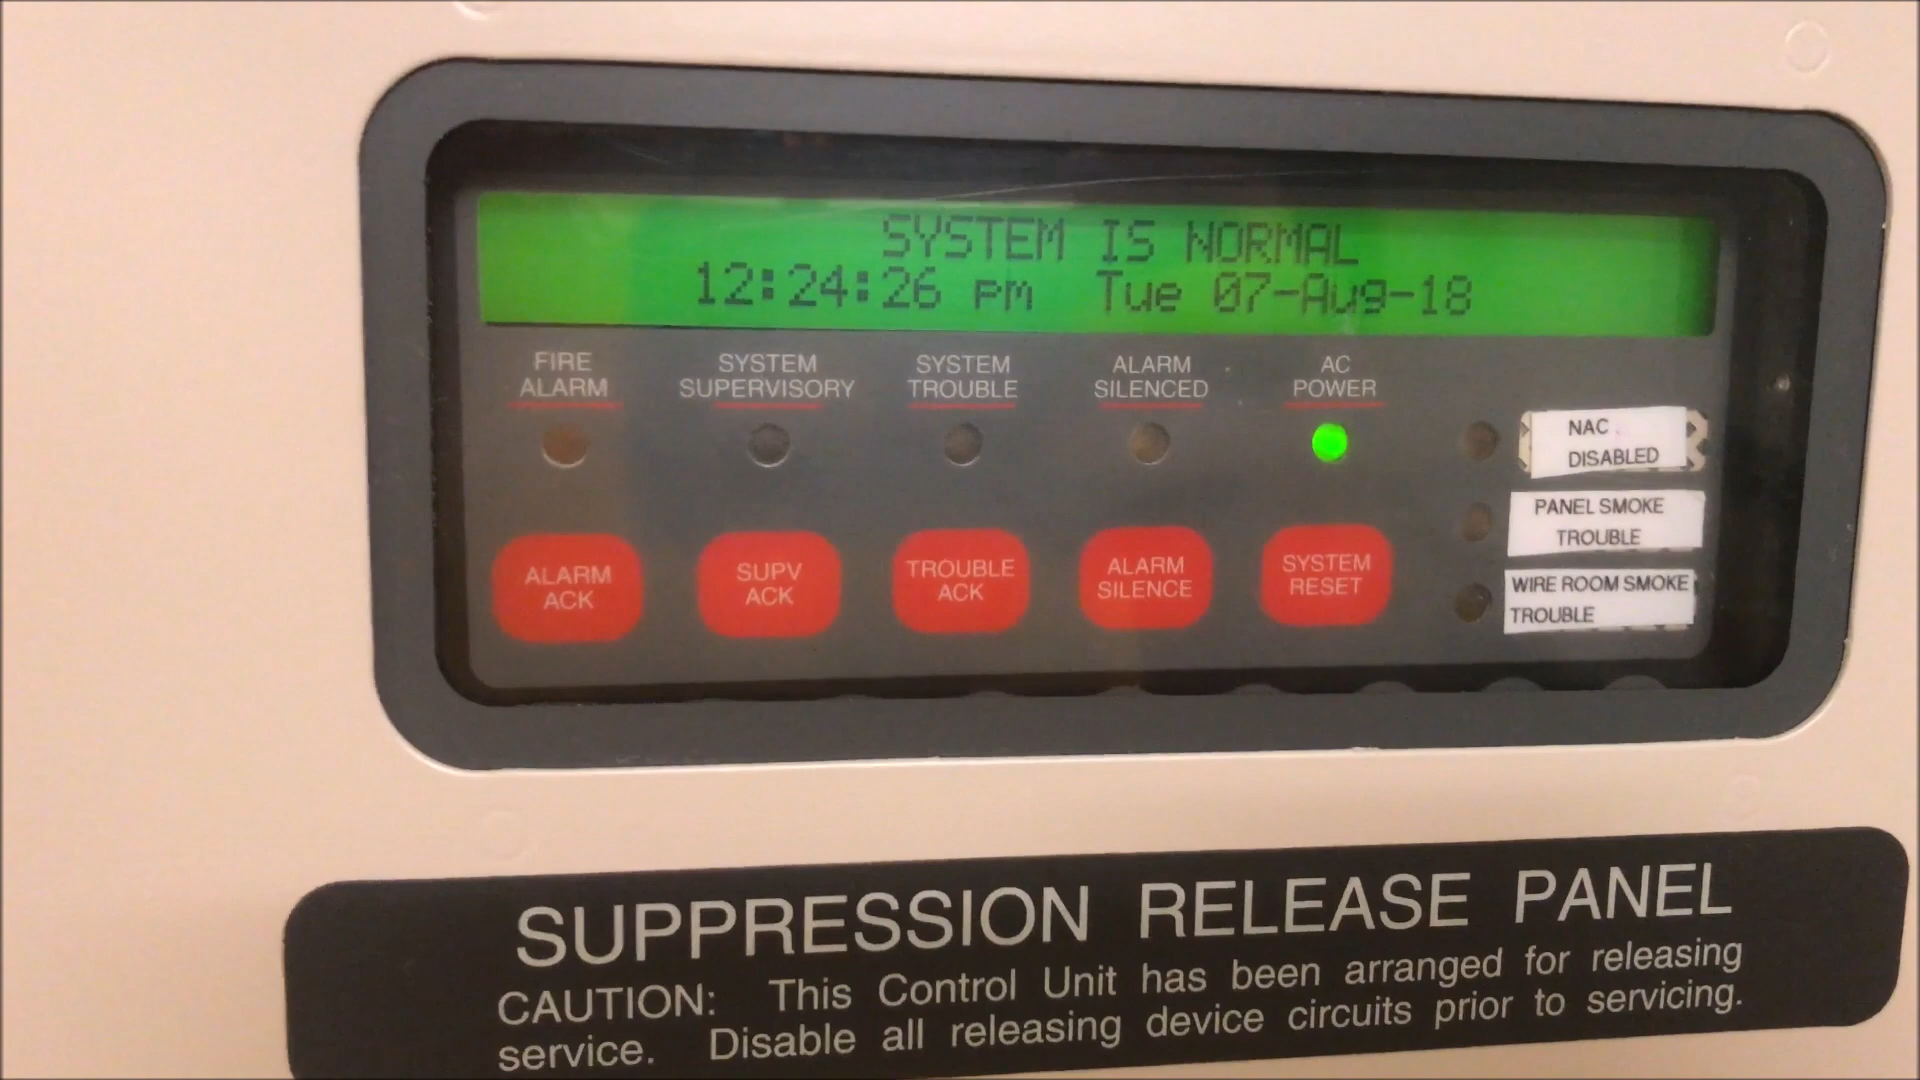 SYSTEM IS NORMAL
12:24:26 pm Tue 07-Aug-18
FIRE
ALARM
SYSTEM
SUPERVISORY
SYSTEM
TROUBLE
ALARM
SILENCED
AC
POWER
NAC
DISABLED
PANEL SMOKE
TROUBLE
WIRE ROOM SMOKE
TROUBLE
ALARM
ACK
SUPV
ACK
TROUBLE
ACK
ALARM
SILENCE
SYSTEM
RESET
SUPPRESSION RELEASE PANEL
CAUTION: This Control Unit has been arranged for releasing
service. Disable all releasing device circuits prior to servicing.